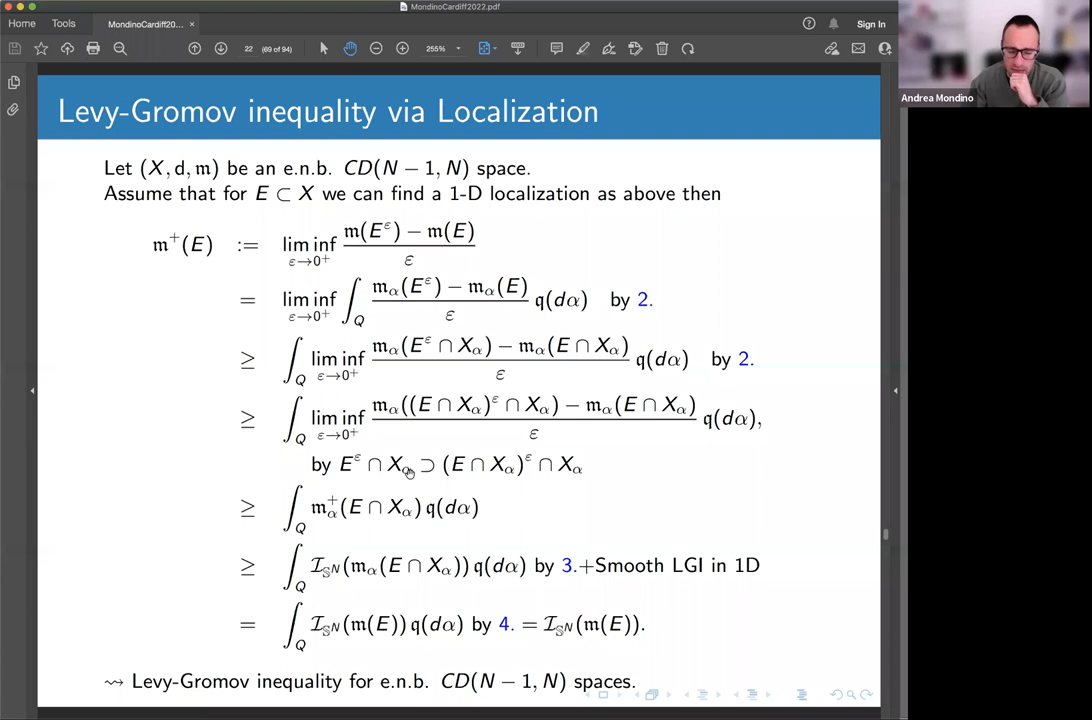 MondinoCardiff2022.pdf
Home Tools MondinoCardiff20... × Sign In
22 (69 of 94) 255%
Andrea Mondino
Levy-Gromov inequality via Localization
Let (X, d, 𝔪) be an e.n.b. CD(N − 1, N) space.
Assume that for E ⊂ X we can find a 1-D localization as above then
𝔪⁺(E) := lim inf_{ε→0⁺} (𝔪(E^ε) − 𝔪(E)) / ε
= lim inf_{ε→0⁺} ∫_Q (𝔪_α(E^ε) − 𝔪_α(E)) / ε 𝔮(dα) by 2.
≥ ∫_Q lim inf_{ε→0⁺} (𝔪_α(E^ε ∩ X_α) − 𝔪_α(E ∩ X_α)) / ε 𝔮(dα) by 2.
≥ ∫_Q lim inf_{ε→0⁺} (𝔪_α((E ∩ X_α)^ε ∩ X_α) − 𝔪_α(E ∩ X_α)) / ε 𝔮(dα),
by E^ε ∩ X_α ⊃ (E ∩ X_α)^ε ∩ X_α
≥ ∫_Q 𝔪_α⁺(E ∩ X_α) 𝔮(dα)
≥ ∫_Q 𝓘_{𝕊^N}(𝔪_α(E ∩ X_α)) 𝔮(dα) by 3.+Smooth LGI in 1D
= ∫_Q 𝓘_{𝕊^N}(𝔪(E)) 𝔮(dα) by 4. = 𝓘_{𝕊^N}(𝔪(E)).
⇝ Levy-Gromov inequality for e.n.b. CD(N − 1, N) spaces.